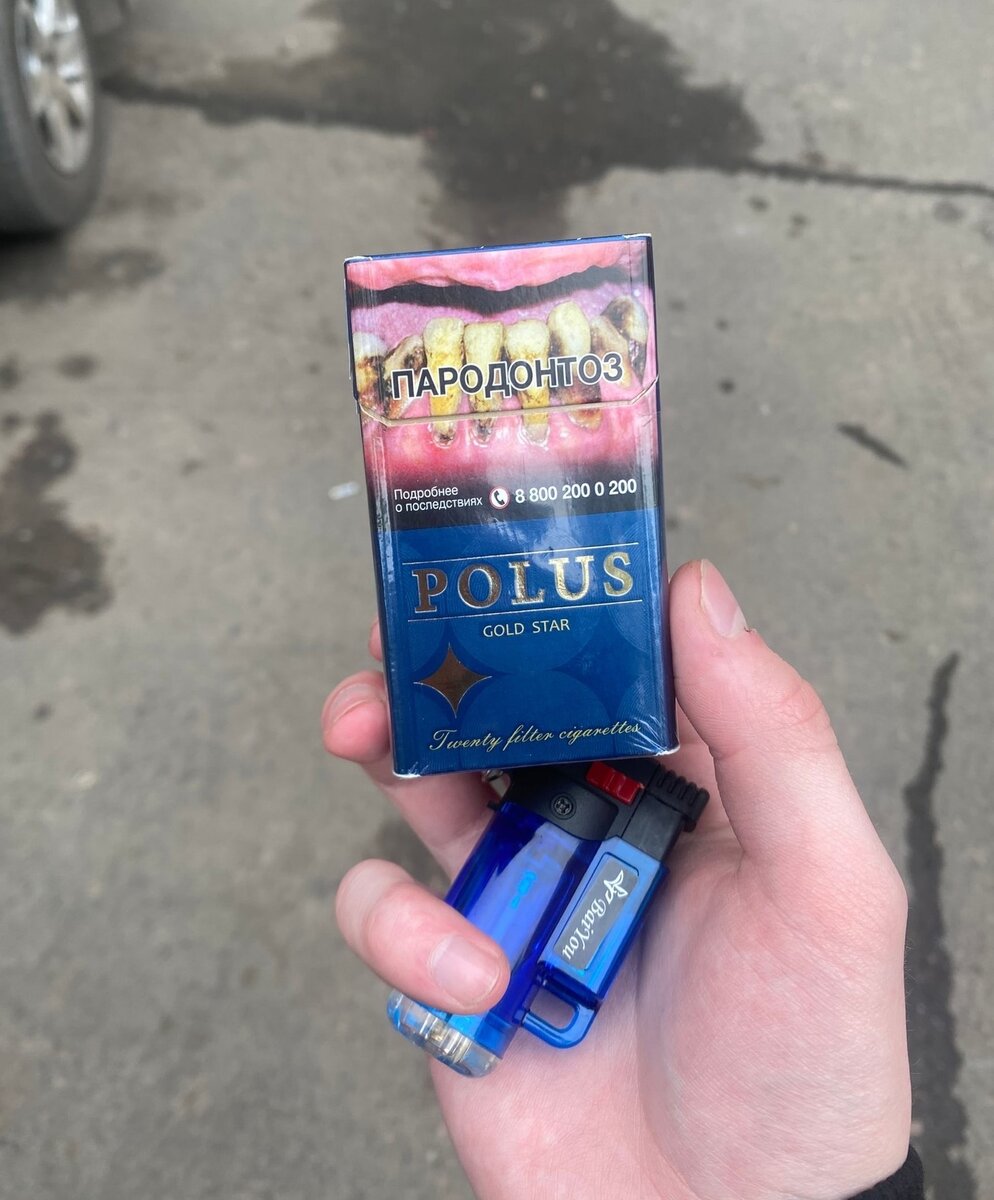 ПАРОДОНТОЗ
Подробнее
о последствиях
8 800 200 0 200
POLUS
GOLD STAR
Twenty filter cigarettes
BaiYou